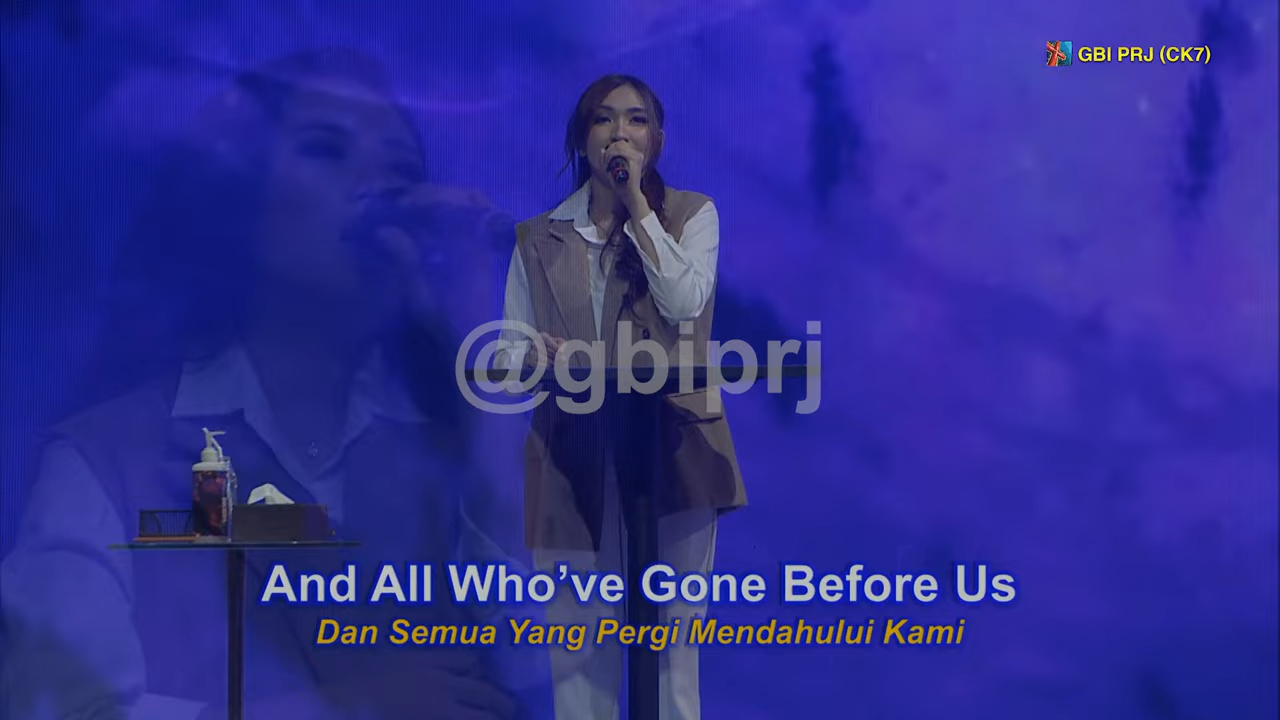 GBI PRJ (CK7)
@gbiprj
And All Who've Gone Before Us
Dan Semua Yang Pergi Mendahului Kami